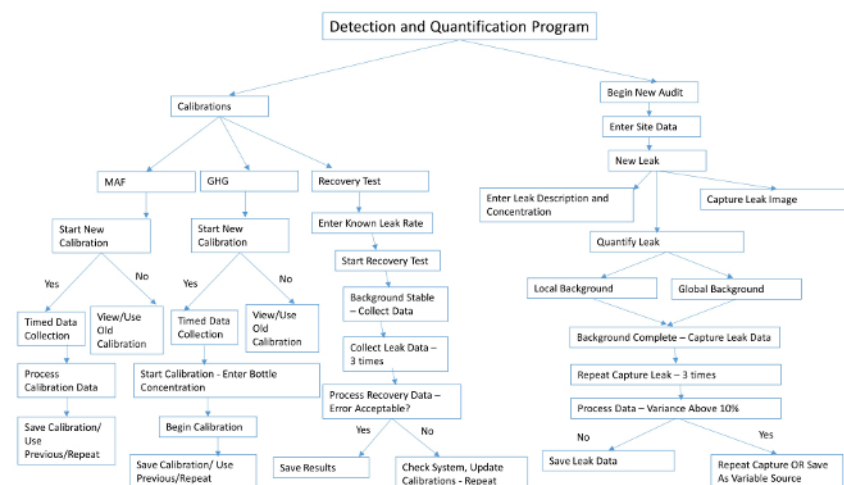 Detection and Quantification Program
Calibrations
Begin New Audit
Enter Site Data
New Leak
MAF
GHG
Recovery Test
Enter Leak Description and
Concentration
Capture Leak Image
Start New
Calibration
Start New
Calibration
Enter Known Leak Rate
Quantify Leak
Start Recovery Test
Yes
No
Yes
No
Local Background
Global Background
Timed Data
Collection
View/Use
Old
Calibration
Timed Data
Collection
View/Use
Old
Calibration
Background Stable
– Collect Data
Background Complete – Capture Leak Data
Collect Leak Data –
3 times
Process
Calibration Data
Start Calibration - Enter Bottle
Concentration
Repeat Capture Leak – 3 times
Process Recovery Data –
Error Acceptable?
Process Data – Variance Above 10%
Save Calibration/
Use
Previous/Repeat
Begin Calibration
Yes
No
No
Yes
Save Calibration/ Use
Previous/Repeat
Save Results
Check System, Update
Calibrations - Repeat
Save Leak Data
Repeat Capture OR Save
As Variable Source